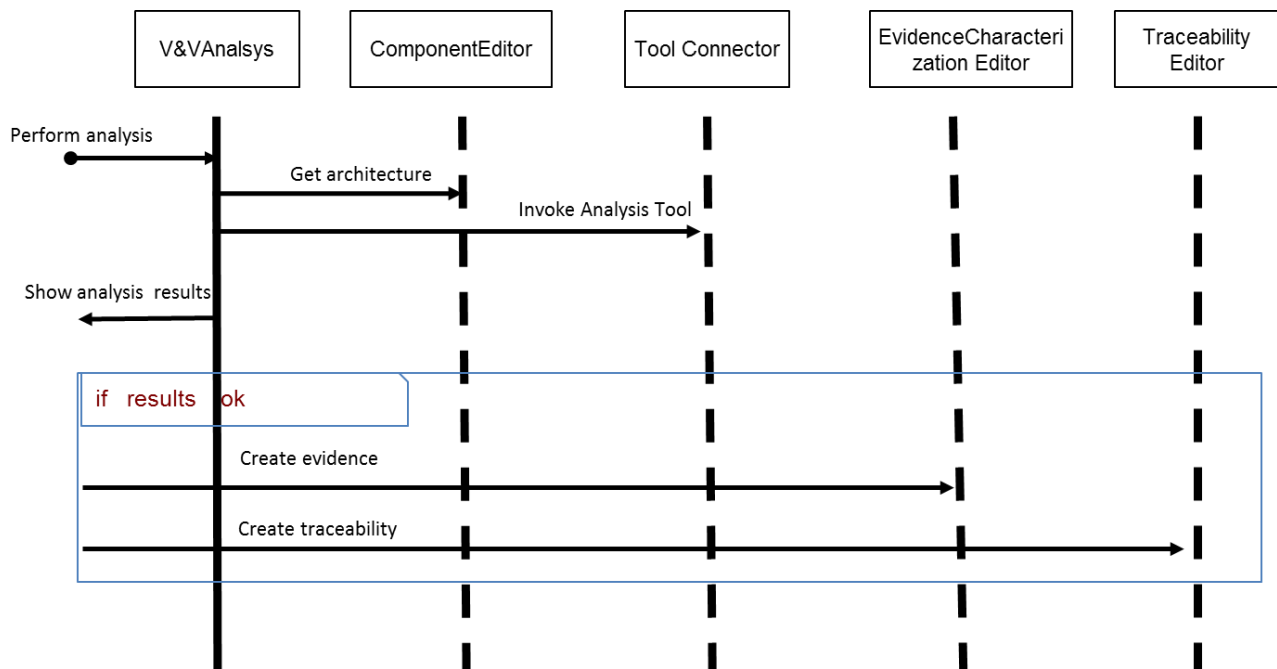 V&VAnalsys
ComponentEditor
Tool Connector
EvidenceCharacteri
zation Editor
Traceability
Editor
Perform analysis
Get architecture
Invoke Analysis Tool
Show analysis results
if results ok
Create evidence
Create traceability